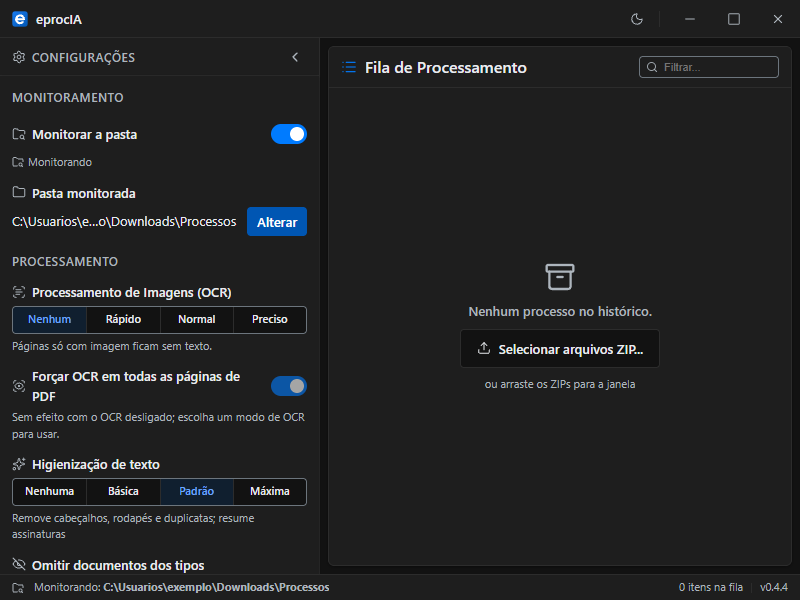 e eprocIA
CONFIGURAÇÕES
MONITORAMENTO
Monitorar a pasta
Monitorando
Pasta monitorada
C:\Usuarios\e...o\Downloads\Processos Alterar
PROCESSAMENTO
Processamento de Imagens (OCR)
Nenhum Rápido Normal Preciso
Páginas só com imagem ficam sem texto.
Forçar OCR em todas as páginas de
PDF
Sem efeito com o OCR desligado; escolha um modo de OCR
para usar.
Higienização de texto
Nenhuma Básica Padrão Máxima
Remove cabeçalhos, rodapés e duplicatas; resume
assinaturas
Omitir documentos dos tipos
Fila de Processamento Filtrar...
Nenhum processo no histórico.
Selecionar arquivos ZIP...
ou arraste os ZIPs para a janela
Monitorando: C:\Usuarios\exemplo\Downloads\Processos 0 itens na fila v0.4.4